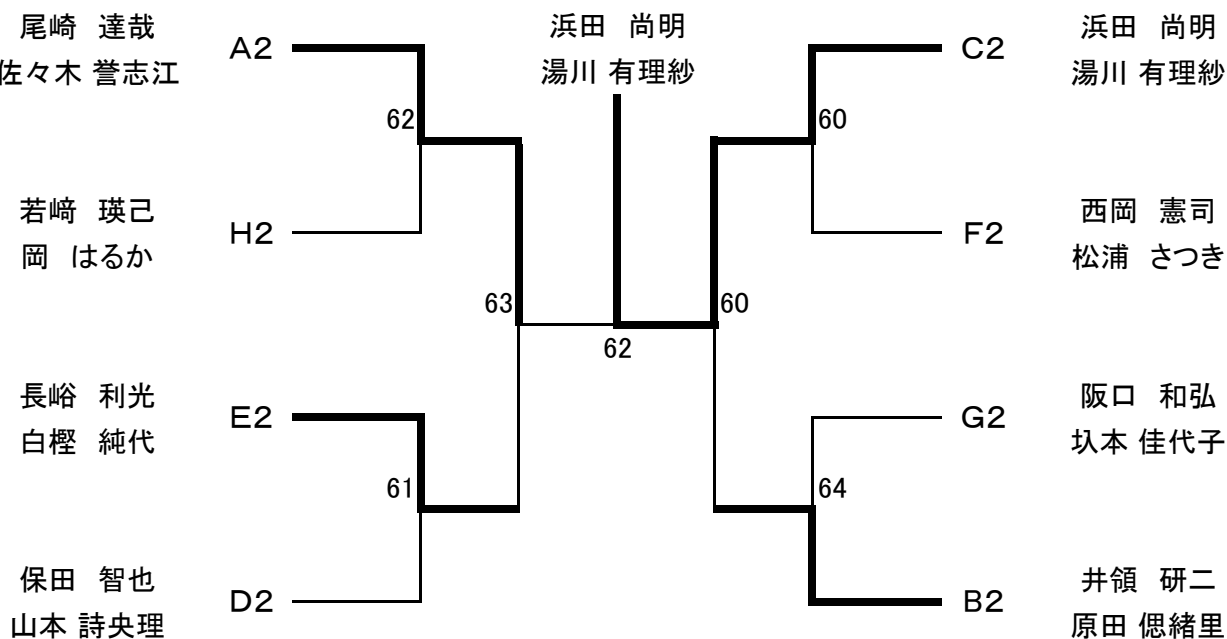 尾崎 達哉
佐々木 誉志江
A2
浜田 尚明
湯川 有理紗
C2
浜田 尚明
湯川 有理紗
62
60
若﨑 瑛己
岡 はるか
H2
F2
西岡 憲司
松浦 さつき
63
60
62
長峪 利光
白樫 純代
E2
G2
阪口 和弘
圦本 佳代子
61
64
保田 智也
山本 詩央理
D2
B2
井領 研二
原田 偲緒里